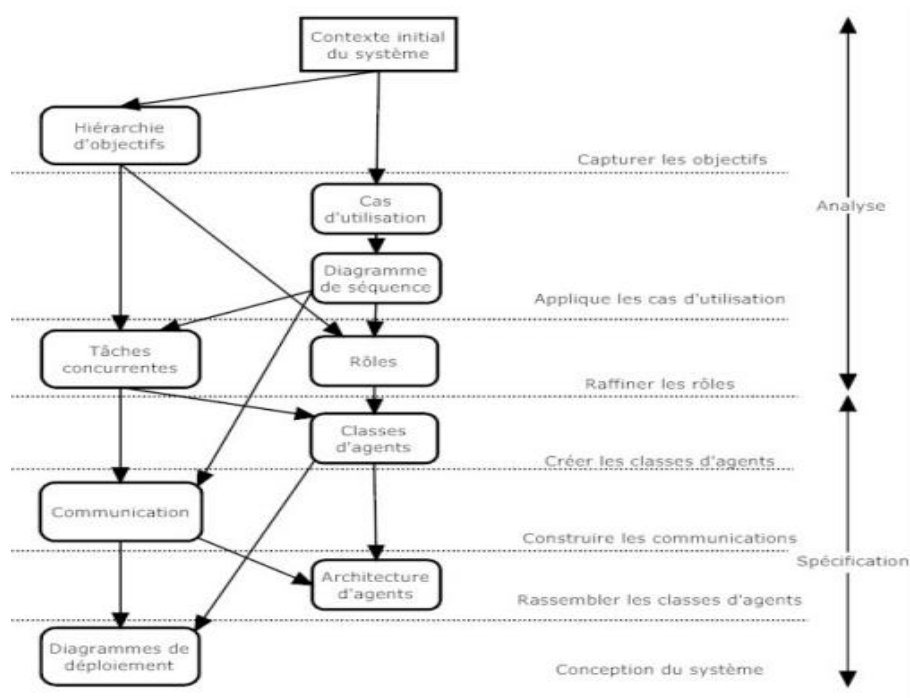 Contexte initial
du système
Hiérarchie
d'objectifs
Capturer les objectifs
Cas
d'utilisation
Analyse
Diagramme
de séquence
Applique les cas d'utilisation
Tâches
concurrentes
Rôles
Raffiner les rôles
Classes
d'agents
Créer les classes d'agents
Communication
Construire les communications
Spécification
Architecture
d'agents
Rassembler les classes d'agents
Diagrammes de
déploiement
Conception du système